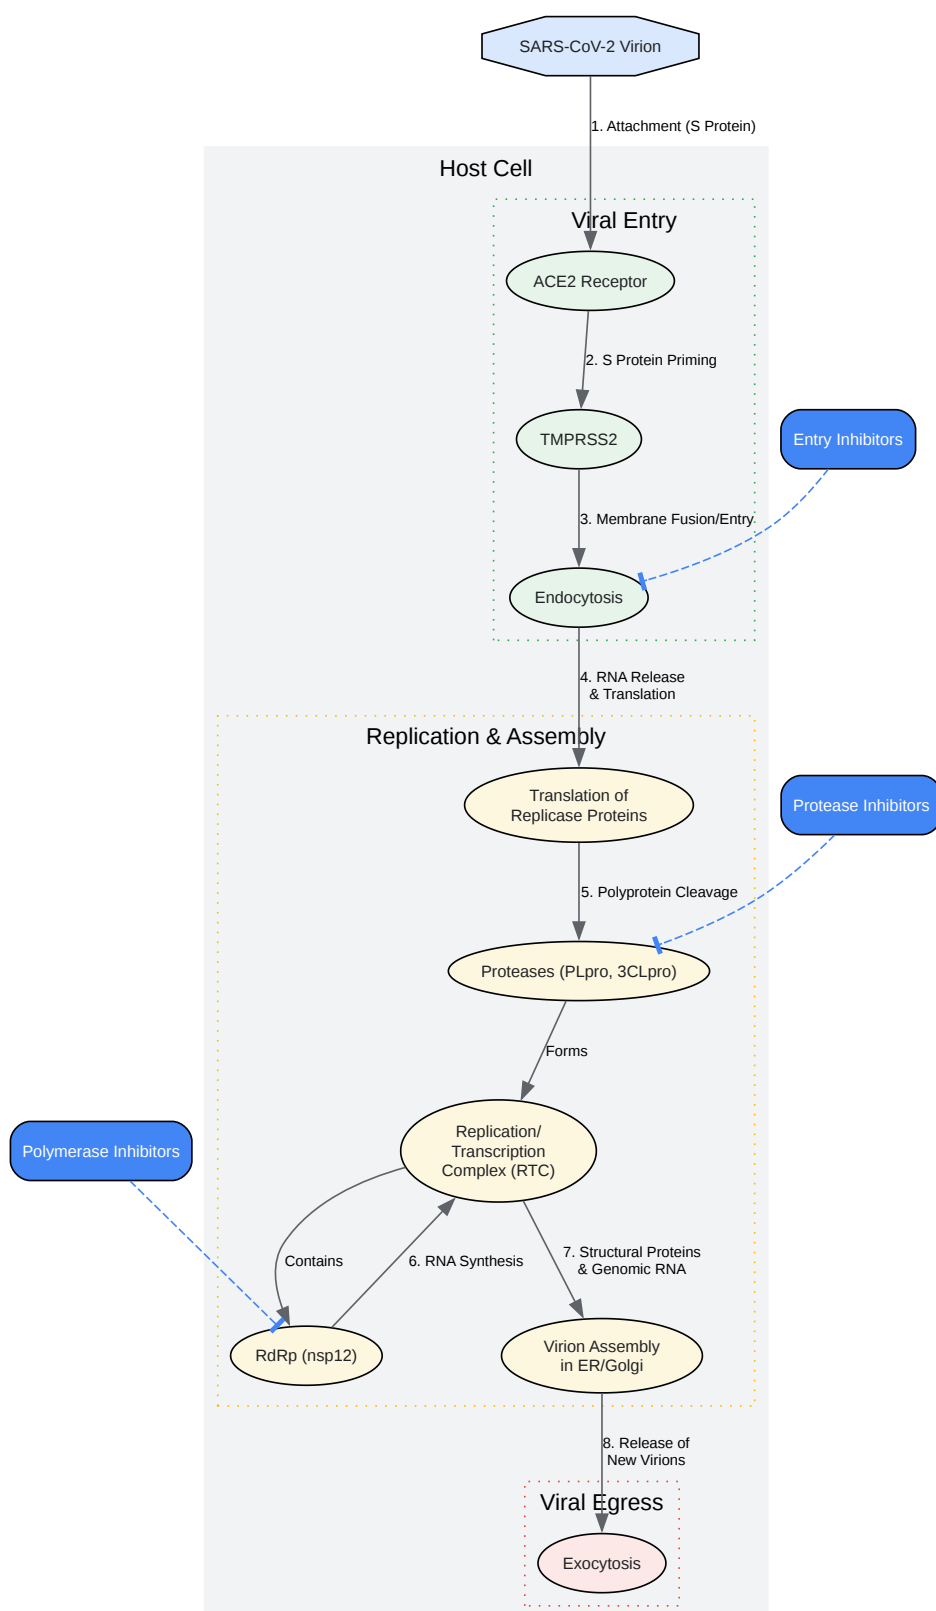 SARS-CoV-2 Virion
1. Attachment (S Protein)
Host Cell
Viral Entry
ACE2 Receptor
2. S Protein Priming
TMPRSS2
Entry Inhibitors
3. Membrane Fusion/Entry
Endocytosis
4. RNA Release
& Translation
Replication & Assembly
Translation of
Replicase Proteins
Protease Inhibitors
5. Polyprotein Cleavage
Proteases (PLpro, 3CLpro)
Forms
Replication/
Transcription
Complex (RTC)
Polymerase Inhibitors
Contains
6. RNA Synthesis
7. Structural Proteins
& Genomic RNA
RdRp (nsp12)
Virion Assembly
in ER/Golgi
8. Release of
New Virions
Viral Egress
Exocytosis